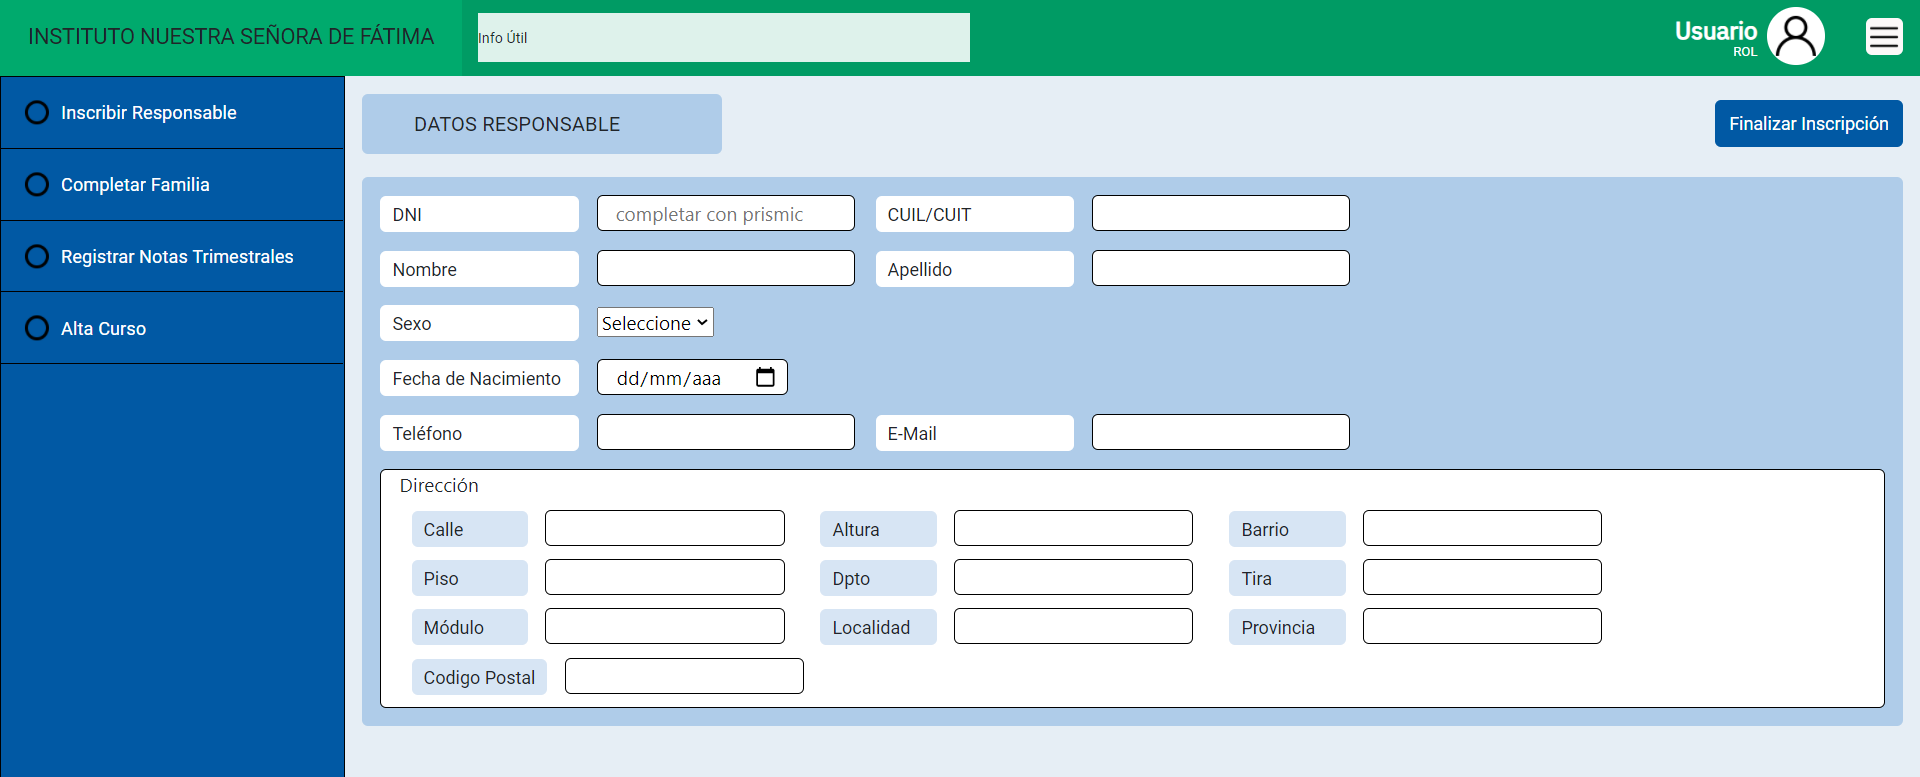 INSTITUTO NUESTRA SEÑORA DE FÁTIMA
Info Útil
Usuario
ROL
Inscribir Responsable
Completar Familia
Registrar Notas Trimestrales
Alta Curso
DATOS RESPONSABLE
Finalizar Inscripción
DNI completar con prismic CUIL/CUIT
Nombre Apellido
Sexo Seleccione
Fecha de Nacimiento dd/mm/aaa
Teléfono E-Mail
Dirección
Calle Altura Barrio
Piso Dpto Tira
Módulo Localidad Provincia
Codigo Postal